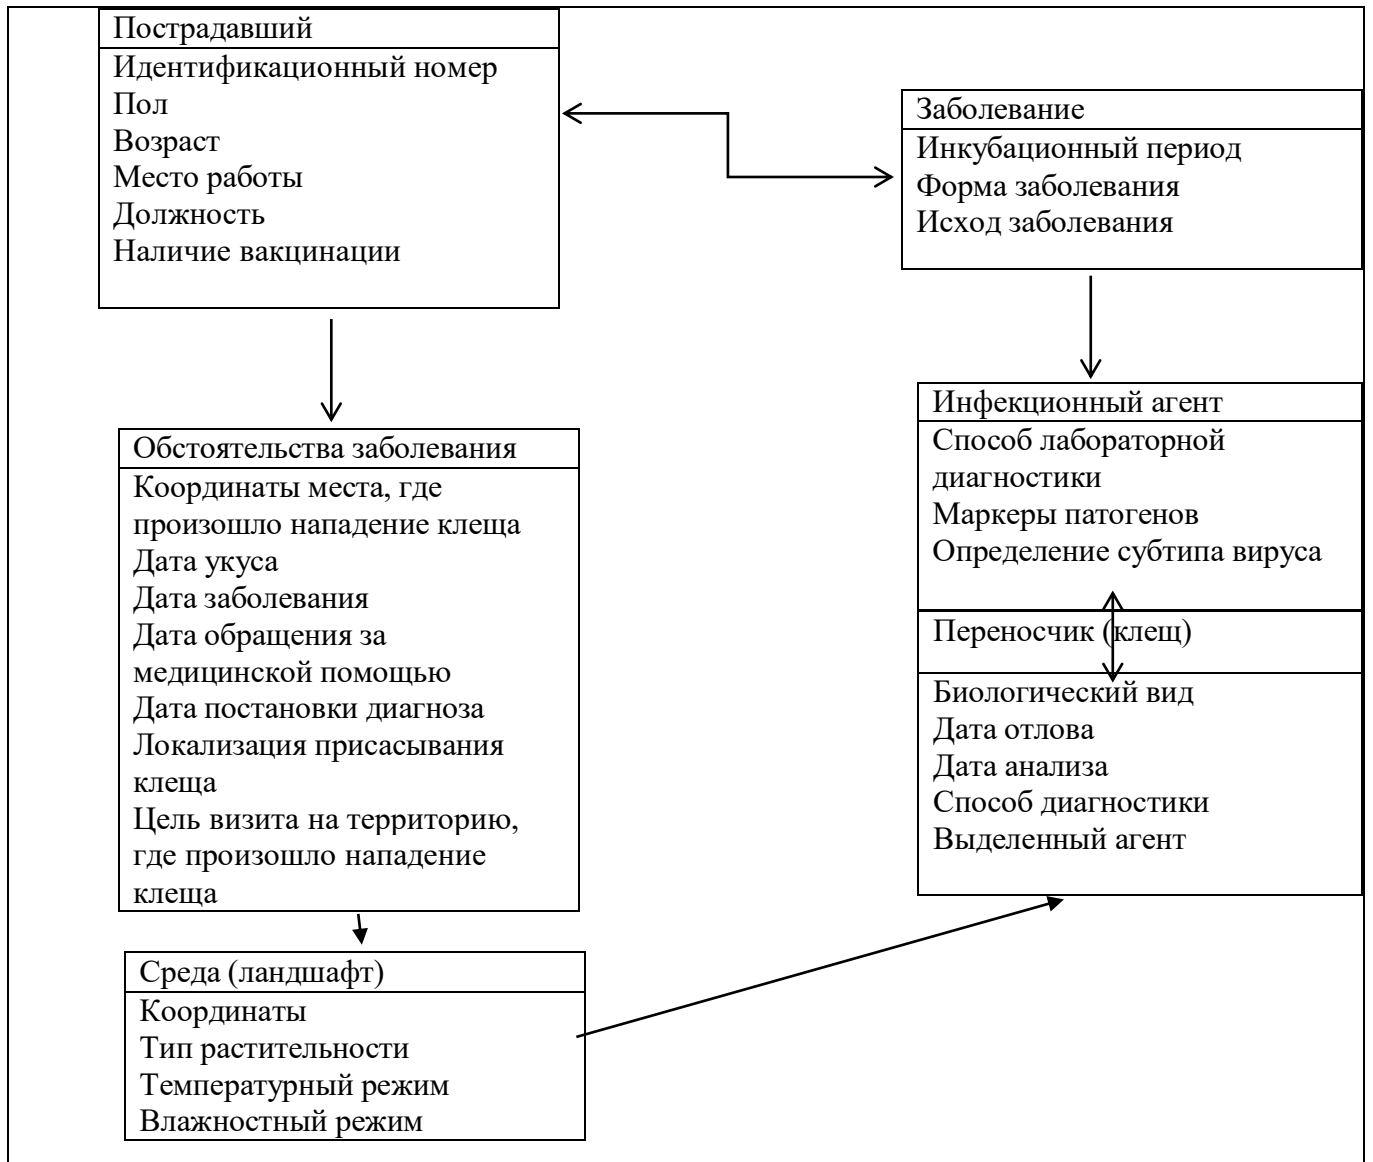 Пострадавший
Идентификационный номер
Пол
Возраст
Место работы
Должность
Наличие вакцинации
Заболевание
Инкубационный период
Форма заболевания
Исход заболевания
Обстоятельства заболевания
Координаты места, где
произошло нападение клеща
Дата укуса
Дата заболевания
Дата обращения за
медицинской помощью
Дата постановки диагноза
Локализация присасывания
клеща
Цель визита на территорию,
где произошло нападение
клеща
Инфекционный агент
Способ лабораторной
диагностики
Маркеры патогенов
Определение субтипа вируса
Переносчик (клещ)
Биологический вид
Дата отлова
Дата анализа
Способ диагностики
Выделенный агент
Среда (ландшафт)
Координаты
Тип растительности
Температурный режим
Влажностный режим